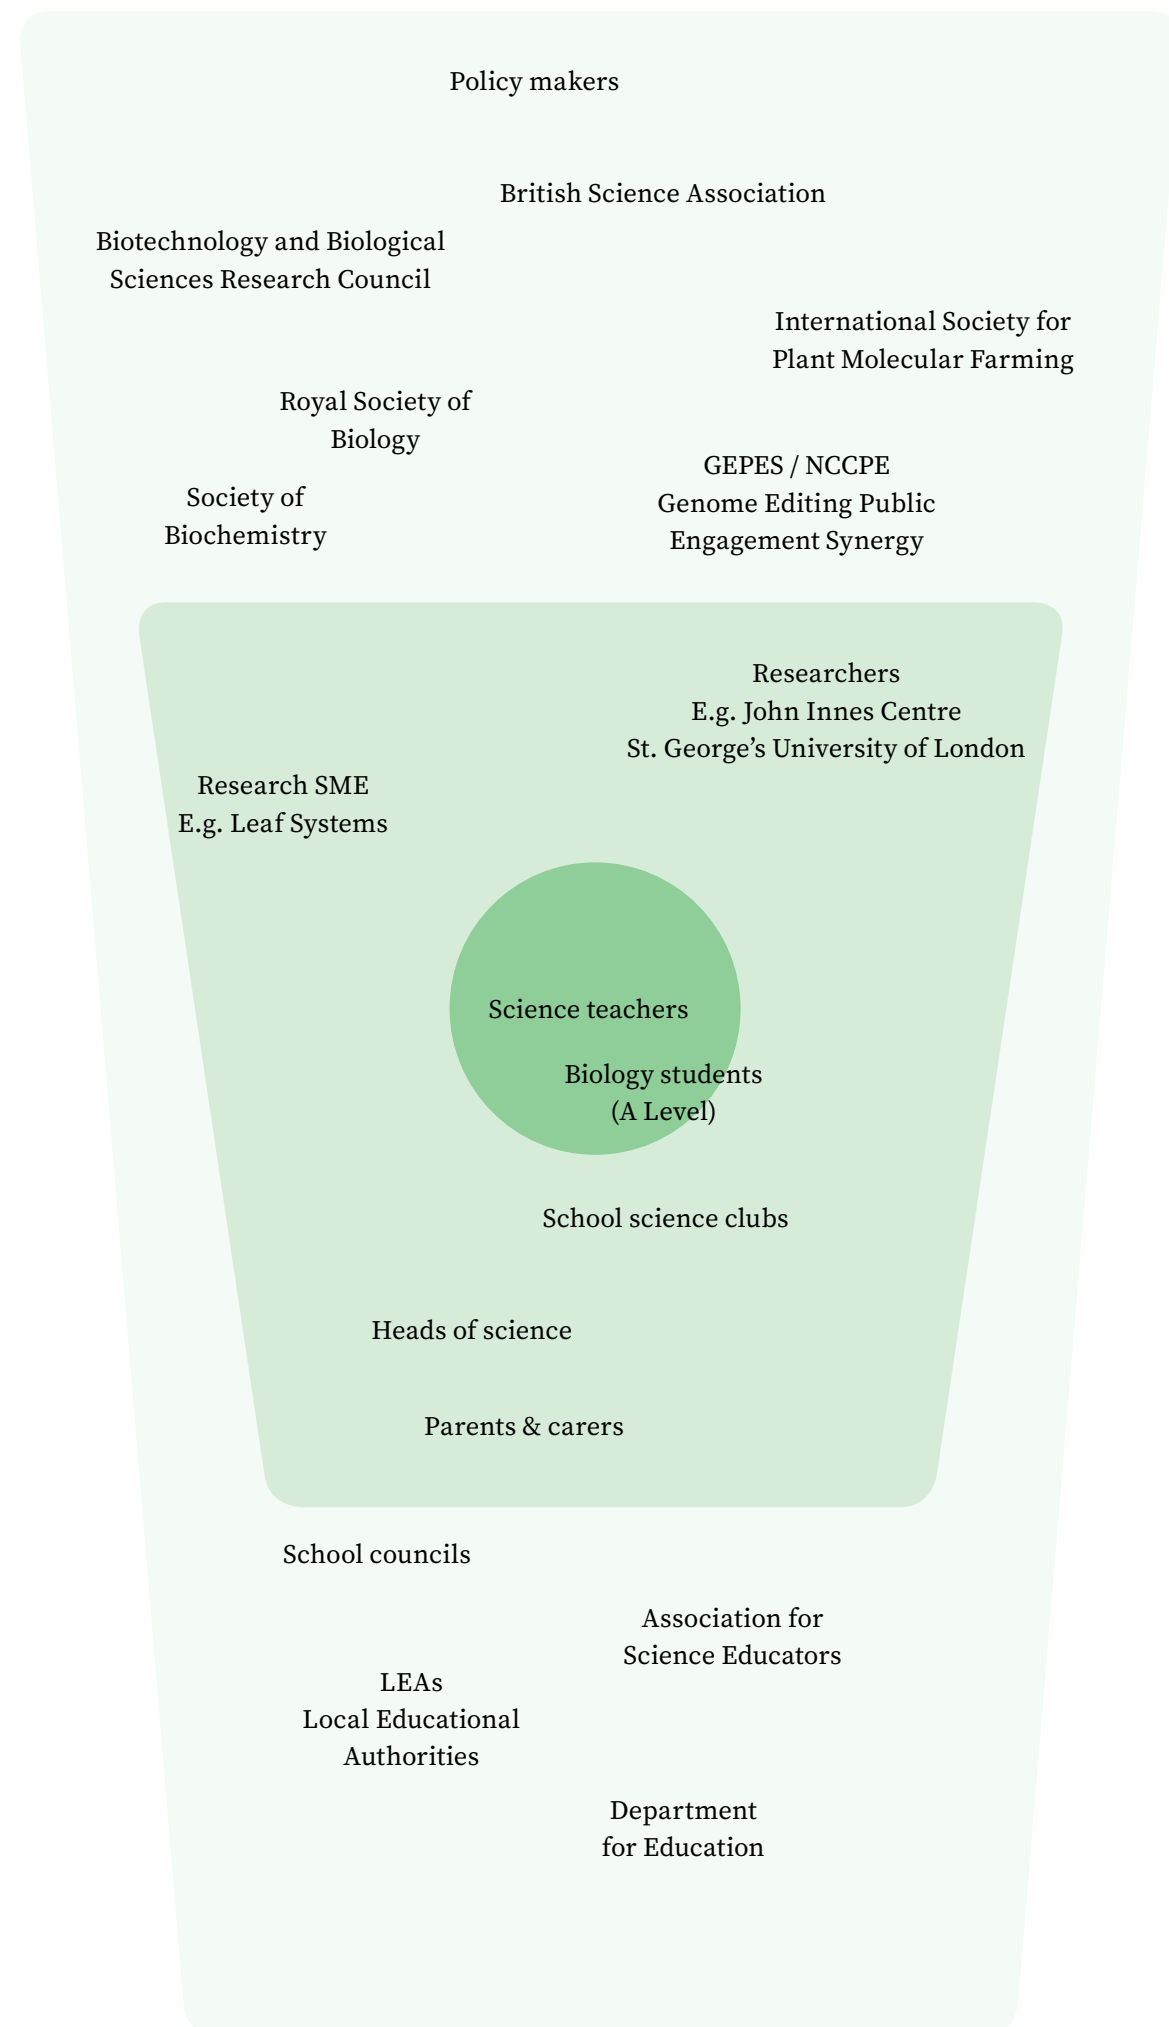 Policy makers
British Science Association
Biotechnology and Biological
Sciences Research Council
International Society for
Plant Molecular Farming
Royal Society of
Biology
GEPES / NCCPE
Genome Editing Public
Engagement Synergy
Society of
Biochemistry
Researchers
E.g. John Innes Centre
St. George’s University of London
Research SME
E.g. Leaf Systems
Science teachers
Biology students
(A Level)
School science clubs
Heads of science
Parents & carers
School councils
Association for
Science Educators
LEAs
Local Educational
Authorities
Department
for Education